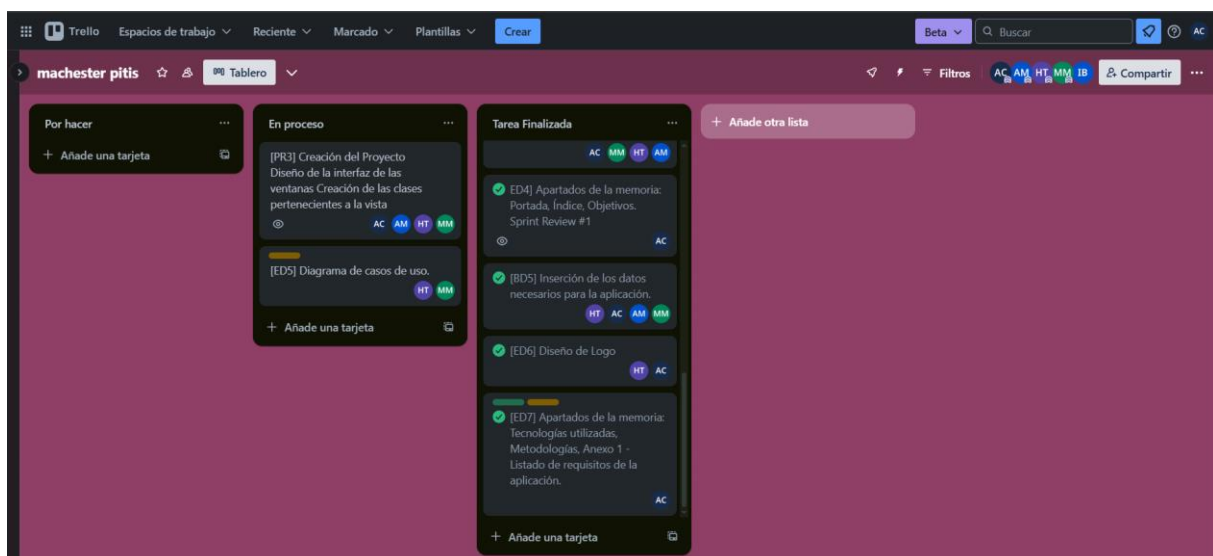 Trello Espacios de trabajo Reciente Marcado Plantillas Crear Beta Buscar AC
machester pitis Tablero Filtros AC AM HT MM IB Compartir
Por hacer
Añade una tarjeta
En proceso
[PR3] Creación del Proyecto
Diseño de la interfaz de las
ventanas Creación de las clases
pertenecientes a la vista
AC AM HT MM
[ED5] Diagrama de casos de uso.
HT MM
Añade una tarjeta
Tarea Finalizada
AC MM HT AM
ED4] Apartados de la memoria:
Portada, Índice, Objetivos.
Sprint Review #1
AC
[BD5] Inserción de los datos
necesarios para la aplicación.
HT AC AM MM
[ED6] Diseño de Logo
HT AC
[ED7] Apartados de la memoria:
Tecnologías utilizadas,
Metodologías, Anexo 1 -
Listado de requisitos de la
aplicación.
AC
Añade una tarjeta
Añade otra lista